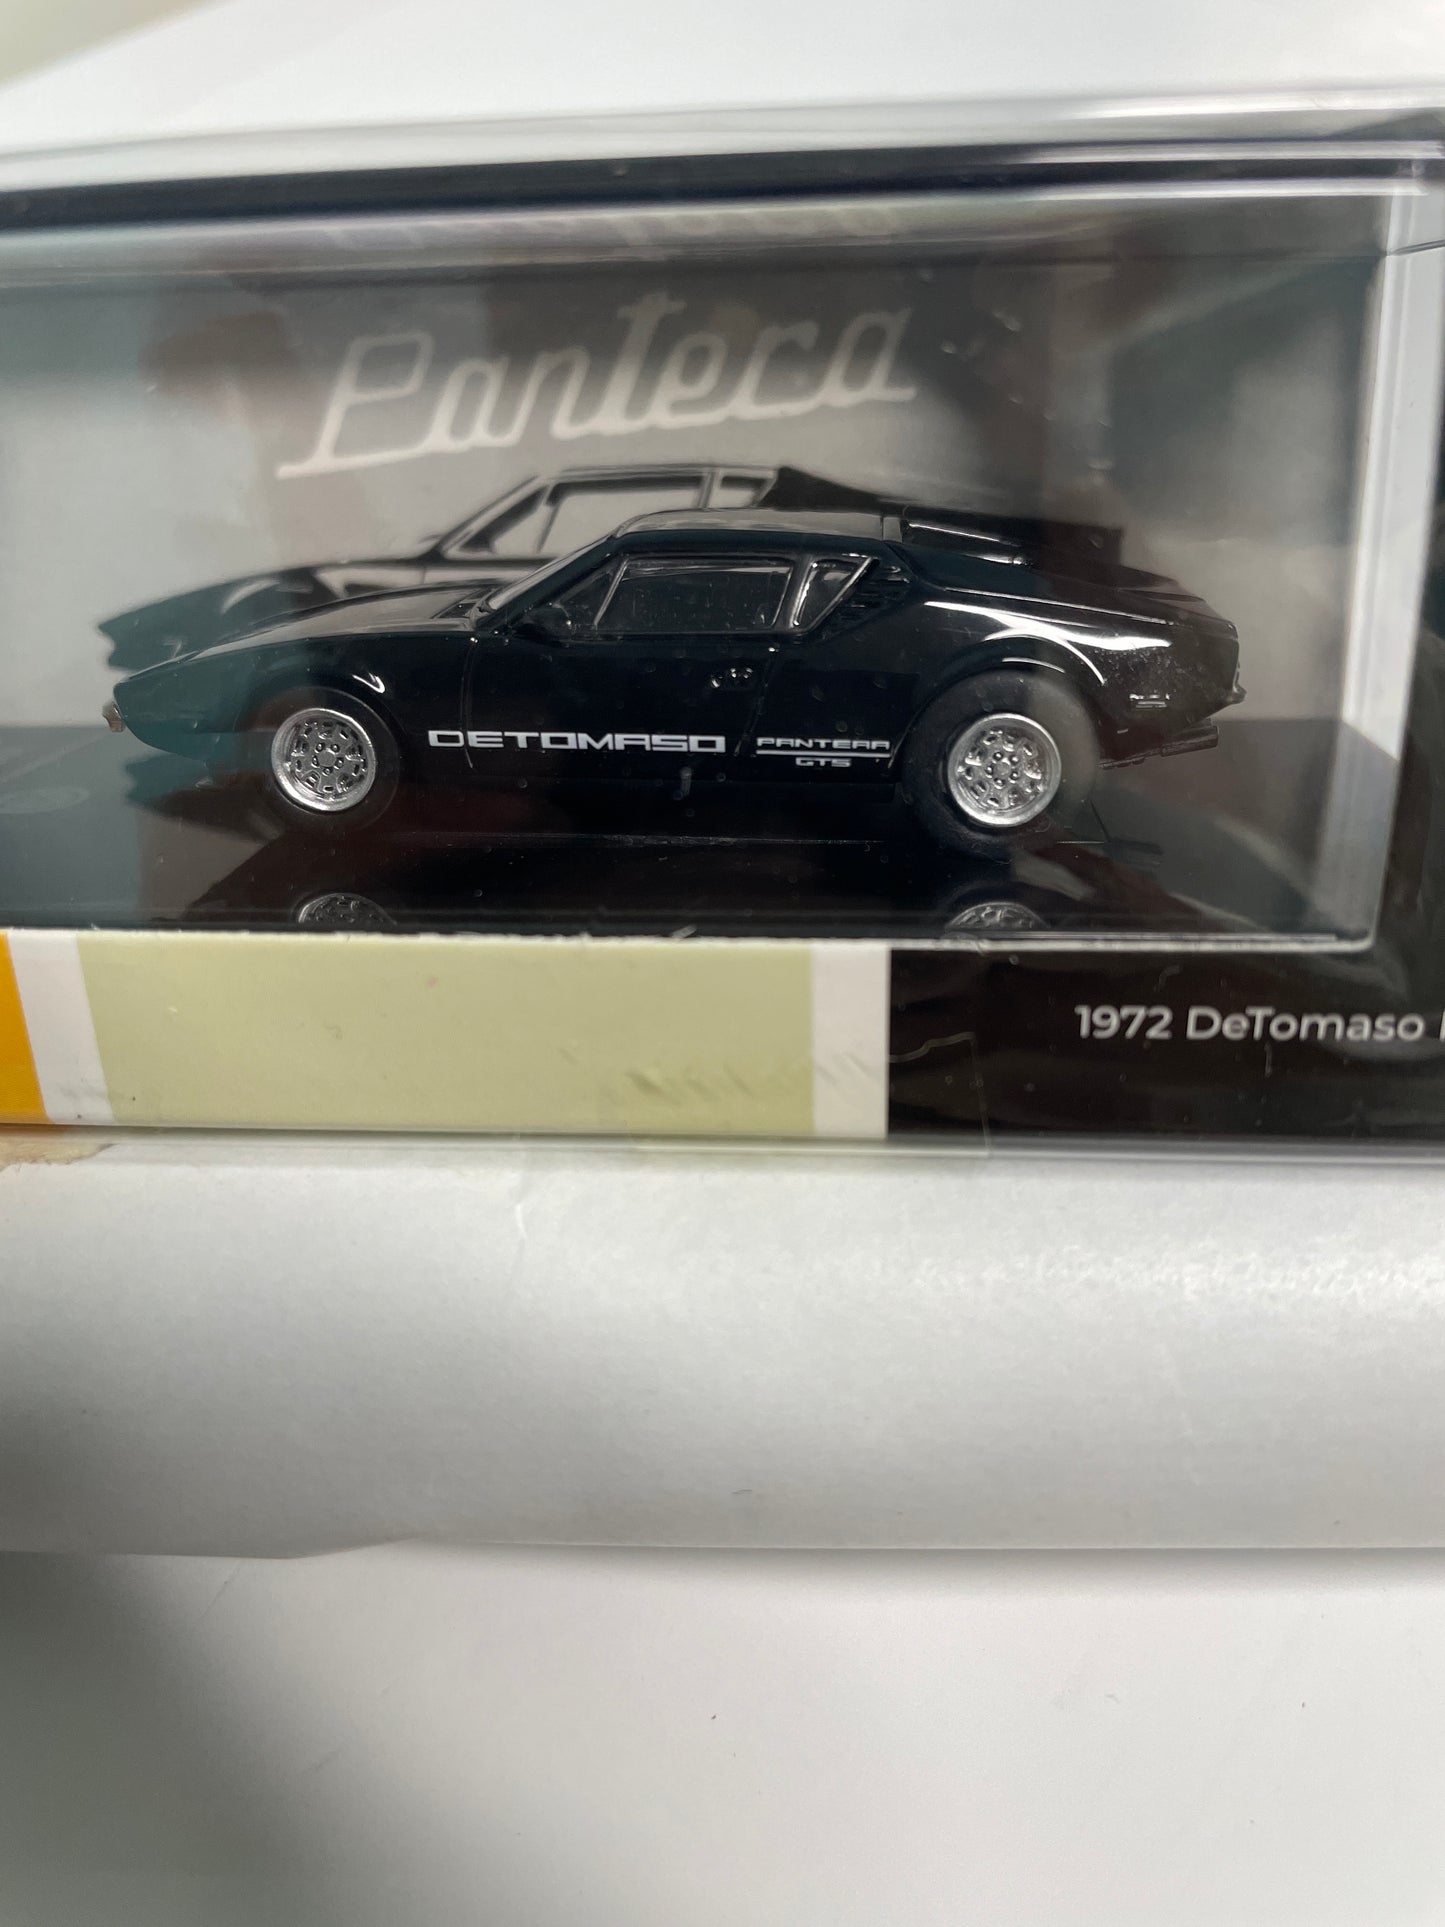 Pantera
DETOMASO PANTERA
GTS
1972 DeTomaso